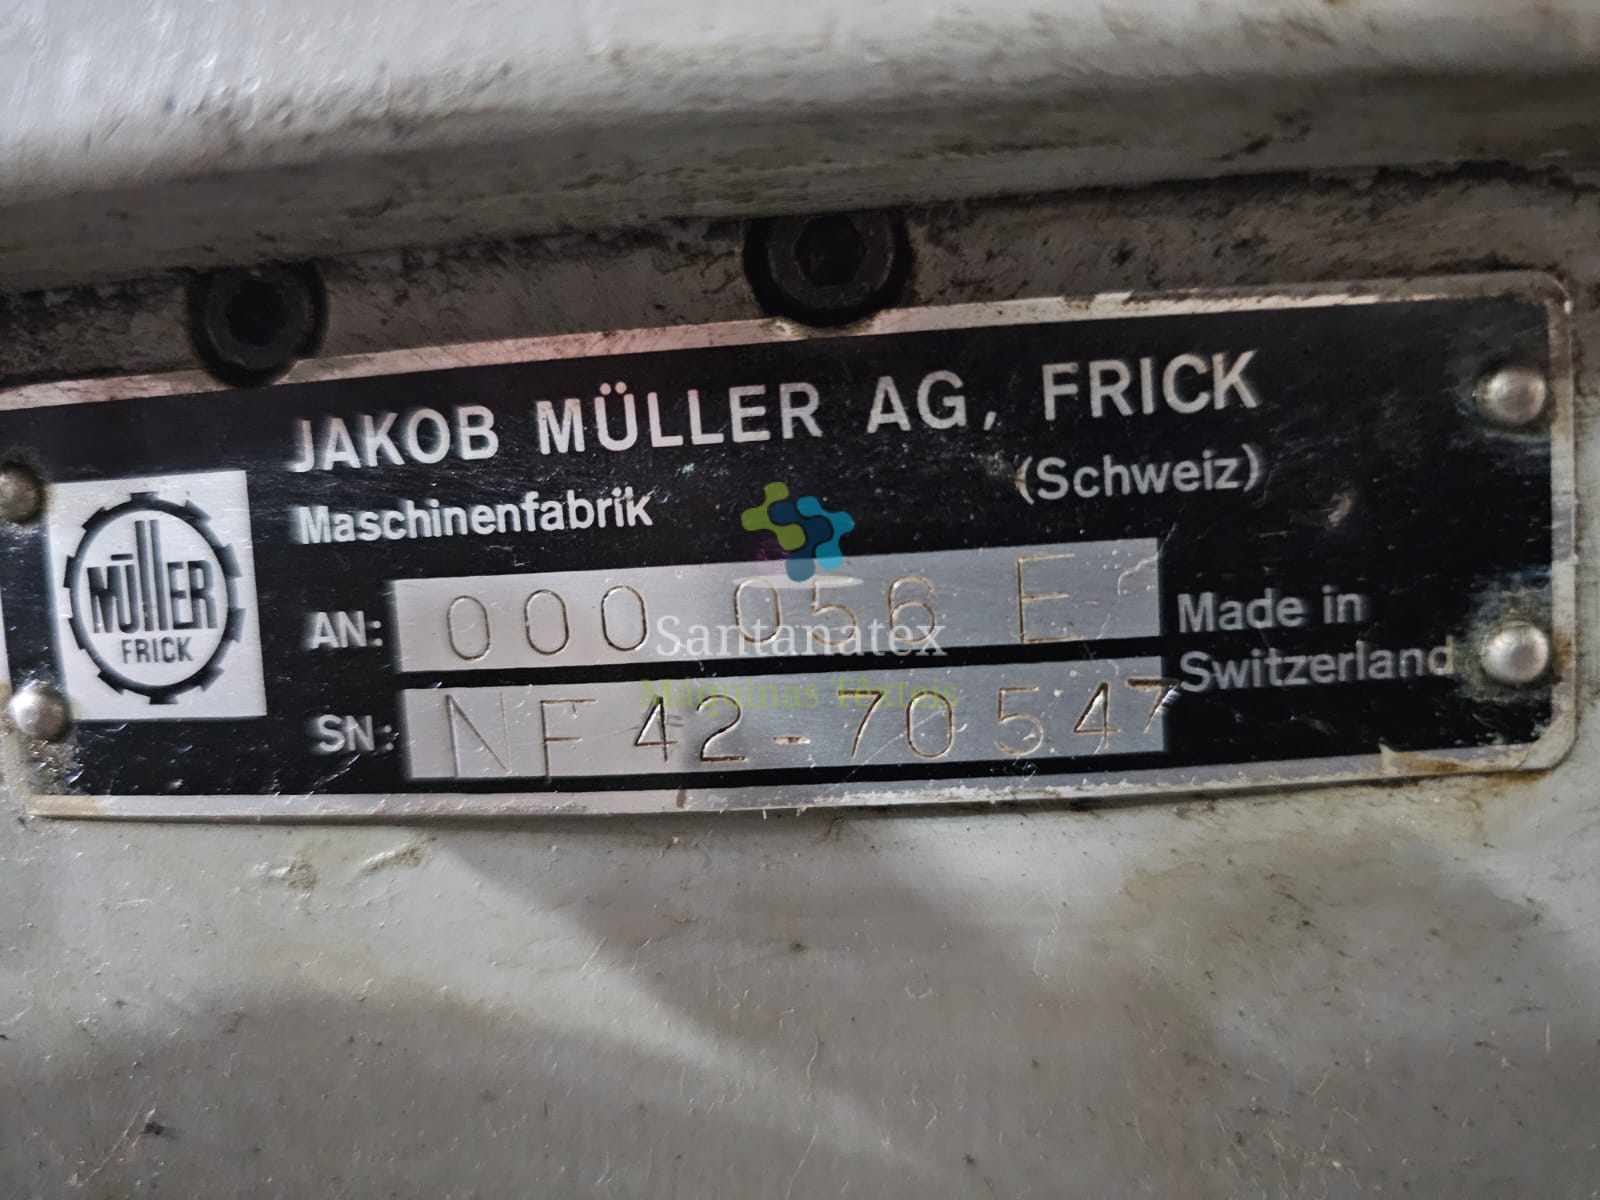 JAKOB MÜLLER AG, FRICK
Maschinenfabrik (Schweiz)
MÜLLER
FRICK
AN: 000 056 E
Made in
Switzerland
SN: NF 42-70547
Santanatex
Máquinas Têxteis